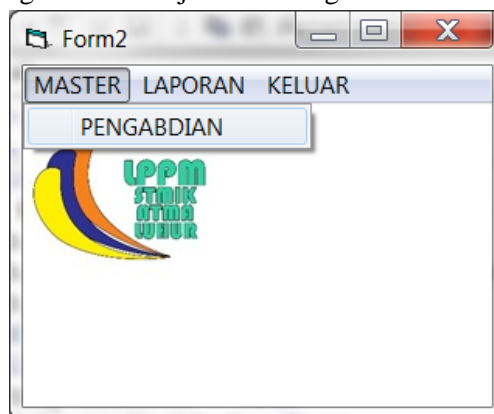 Form2
MASTER LAPORAN KELUAR
PENGABDIAN
LPPM
STMIK
ATMA
LUHUR